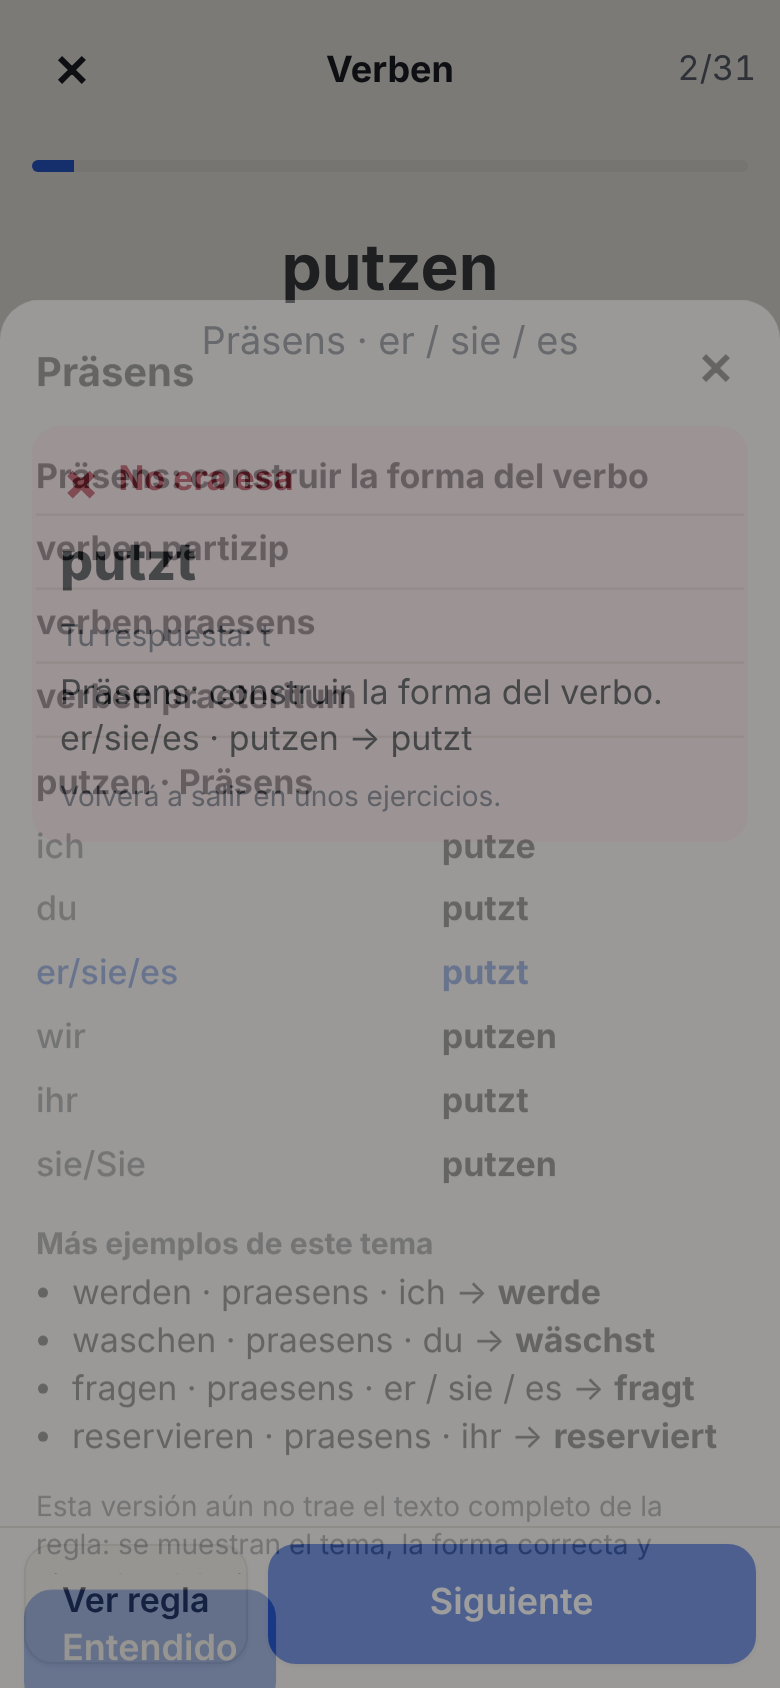 Verben
2/31
putzen
Präsens · er / sie / es
Präsens
Präsens: construir la forma del verbo
No era esa
verben partizip
putzt
verben praesens
Tu respuesta: t
verben praeteritum
Präsens: construir la forma del verbo.
er/sie/es · putzen → putzt
putzen · Präsens
Volverá a salir en unos ejercicios.
ich putze
du putzt
er/sie/es putzt
wir putzen
ihr putzt
sie/Sie putzen
Más ejemplos de este tema
• werden · praesens · ich → werde
• waschen · praesens · du → wäschst
• fragen · praesens · er / sie / es → fragt
• reservieren · praesens · ihr → reserviert
Esta versión aún no trae el texto completo de la
regla: se muestran el tema, la forma correcta y
Ver regla
Siguiente
Entendido